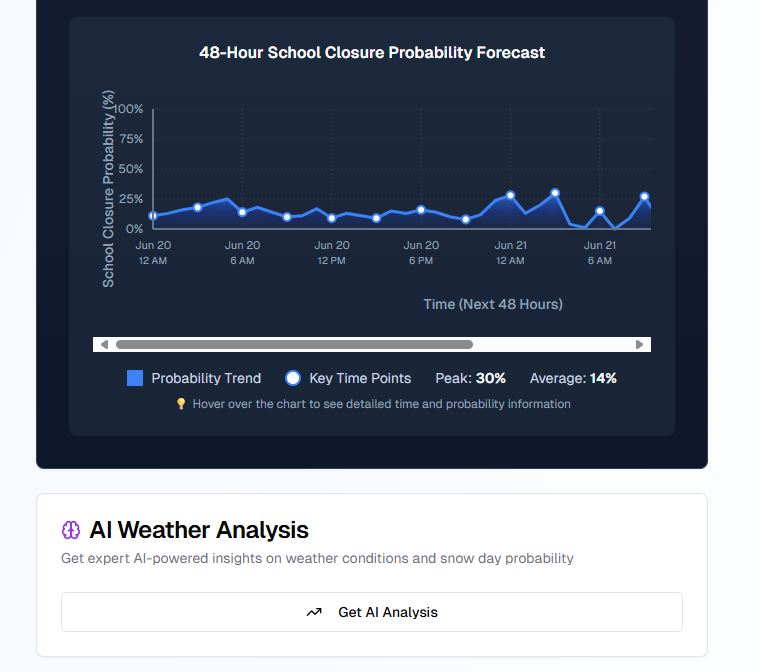 48-Hour School Closure Probability Forecast
School Closure Probability (%)
100%
75%
50%
25%
0%
Jun 20 Jun 20 Jun 20 Jun 20 Jun 21 Jun 21
12 AM 6 AM 12 PM 6 PM 12 AM 6 AM
Time (Next 48 Hours)
Probability Trend Key Time Points Peak: 30% Average: 14%
💡 Hover over the chart to see detailed time and probability information
AI Weather Analysis
Get expert AI-powered insights on weather conditions and snow day probability
Get AI Analysis